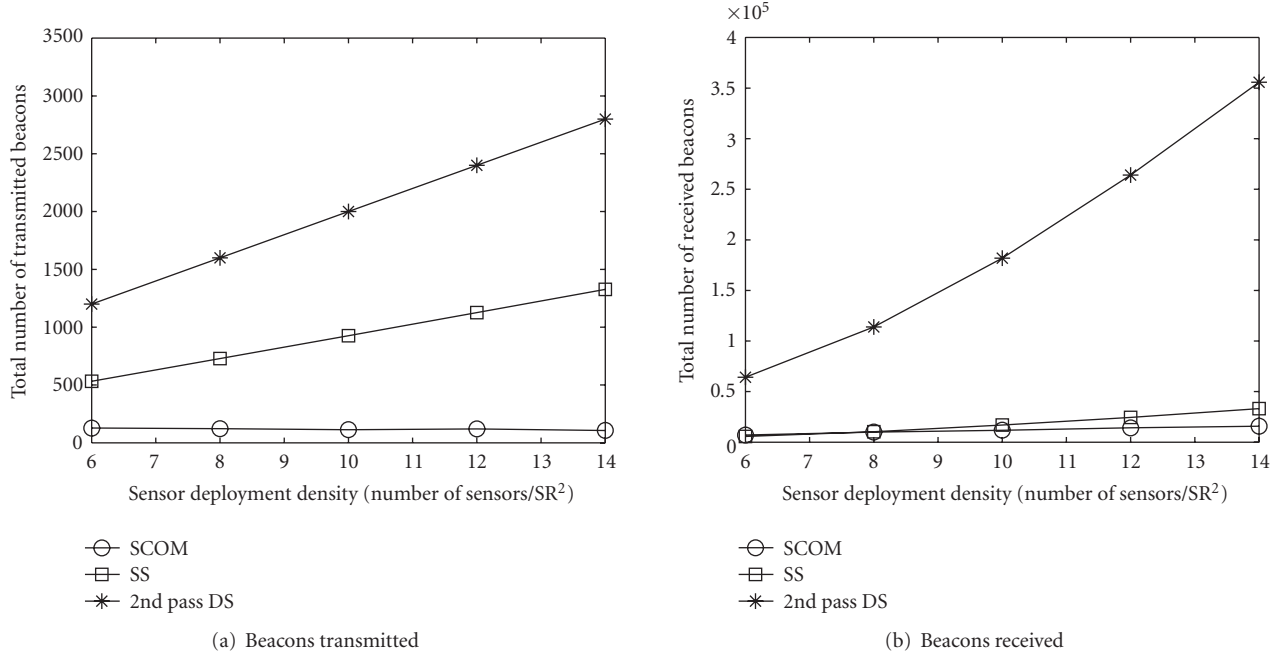 3500
3000
2500
2000
1500
1000
500
0
Total number of transmitted beacons
6 7 8 9 10 11 12 13 14
Sensor deployment density (number of sensors/SR²)
SCOM
SS
2nd pass DS
(a) Beacons transmitted
×10⁵
4
3.5
3
2.5
2
1.5
1
0.5
0
Total number of received beacons
6 7 8 9 10 11 12 13 14
Sensor deployment density (number of sensors/SR²)
SCOM
SS
2nd pass DS
(b) Beacons received